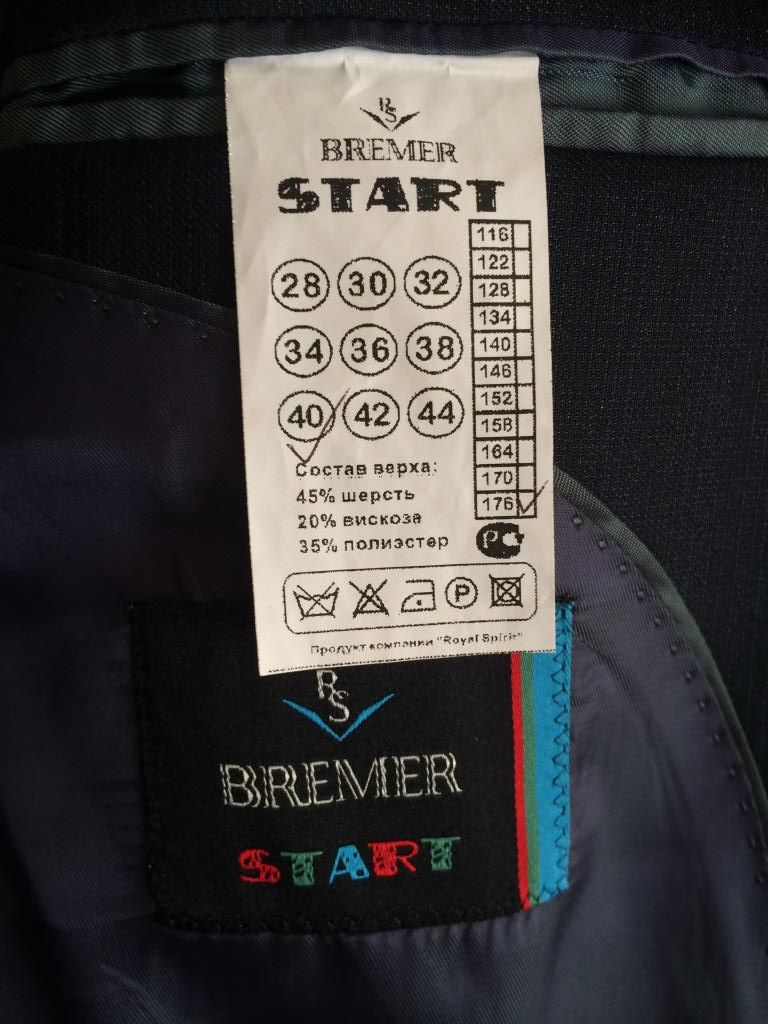 RS
BREMER
START
116
122
128
134
140
146
152
158
164
170
176
28 30 32
34 36 38
40 42 44
Состав верха:
45% шерсть
20% вискоза
35% полиэстер
РСТ
P
Продукт компании "Royal Spirit"
RS
BREMER
START